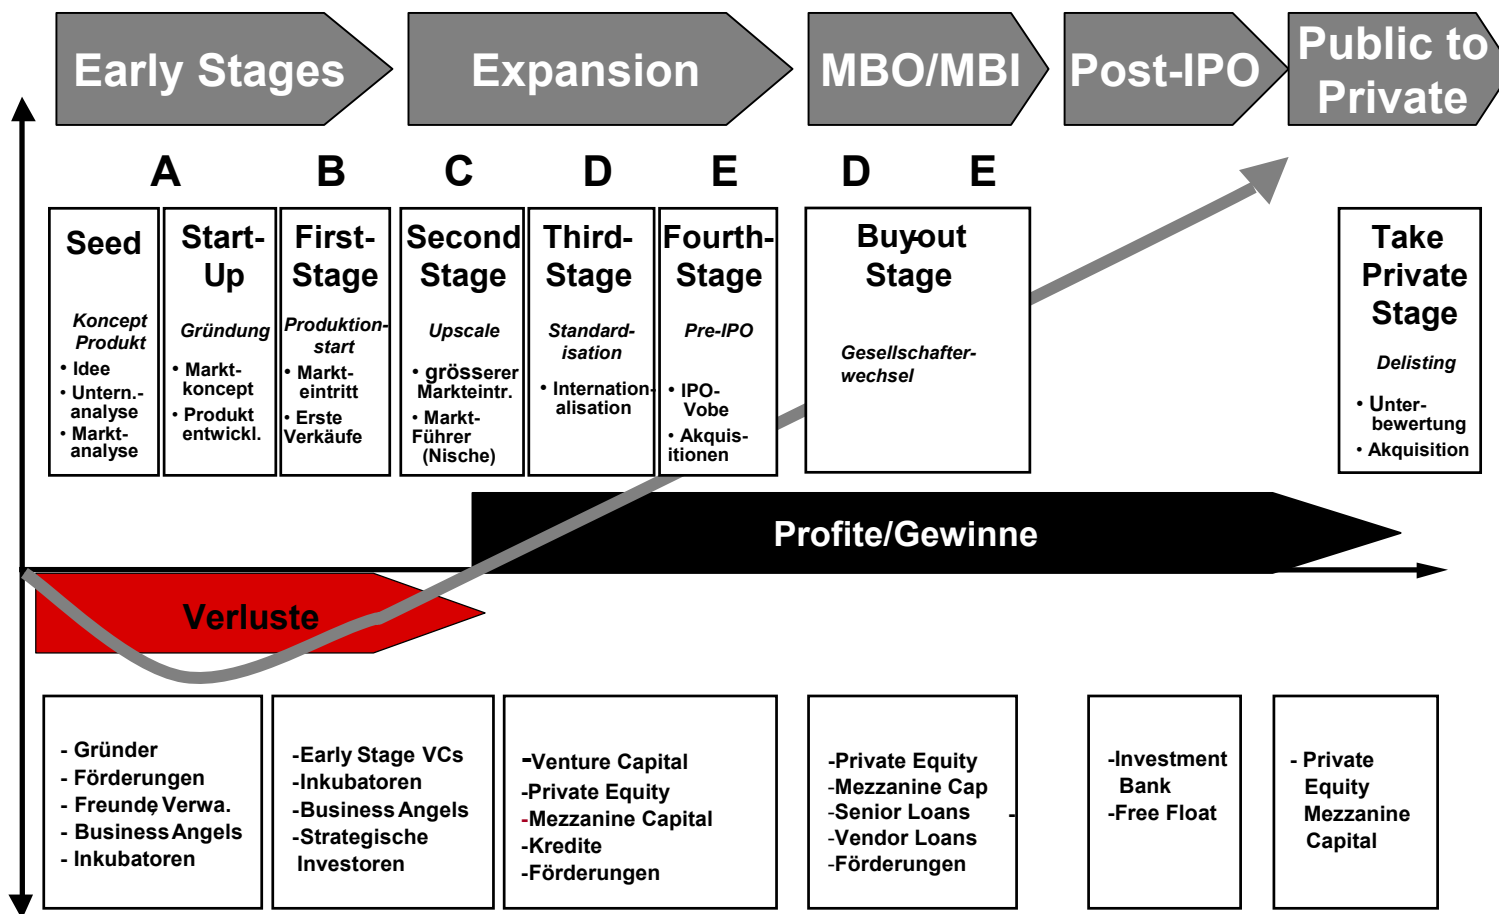 Early Stages
Expansion
MBO/MBI
Post-IPO
Public to
Private
A
B
C
D
E
D
E
Seed
Koncept
Produkt
• Idee
• Untern.-
analyse
• Markt-
analyse
Start-
Up
Gründung
• Markt-
koncept
• Produkt
entwickl.
First-
Stage
Produktion-
start
• Markt-
eintritt
• Erste
Verkäufe
Second
Stage
Upscale
• grösserer
Markteintr.
• Markt-
Führer
(Nische)
Third-
Stage
Standard-
isation
• Internation-
alisation
Fourth-
Stage
Pre-IPO
• IPO-
Vobe
• Akquis-
itionen
Buy-out
Stage
Gesellschafter-
wechsel
Take
Private
Stage
Delisting
• Unter-
bewertung
• Akquisition
Profite/Gewinne
Verluste
- Gründer
- Förderungen
- Freunde, Verwa.
- Business Angels
- Inkubatoren
-Early Stage VCs
-Inkubatoren
-Business Angels
-Strategische
Investoren
-Venture Capital
-Private Equity
-Mezzanine Capital
-Kredite
-Förderungen
-Private Equity
-Mezzanine Cap
-Senior Loans
-Vendor Loans
-Förderungen
-
-Investment
Bank
-Free Float
- Private
Equity
Mezzanine
Capital